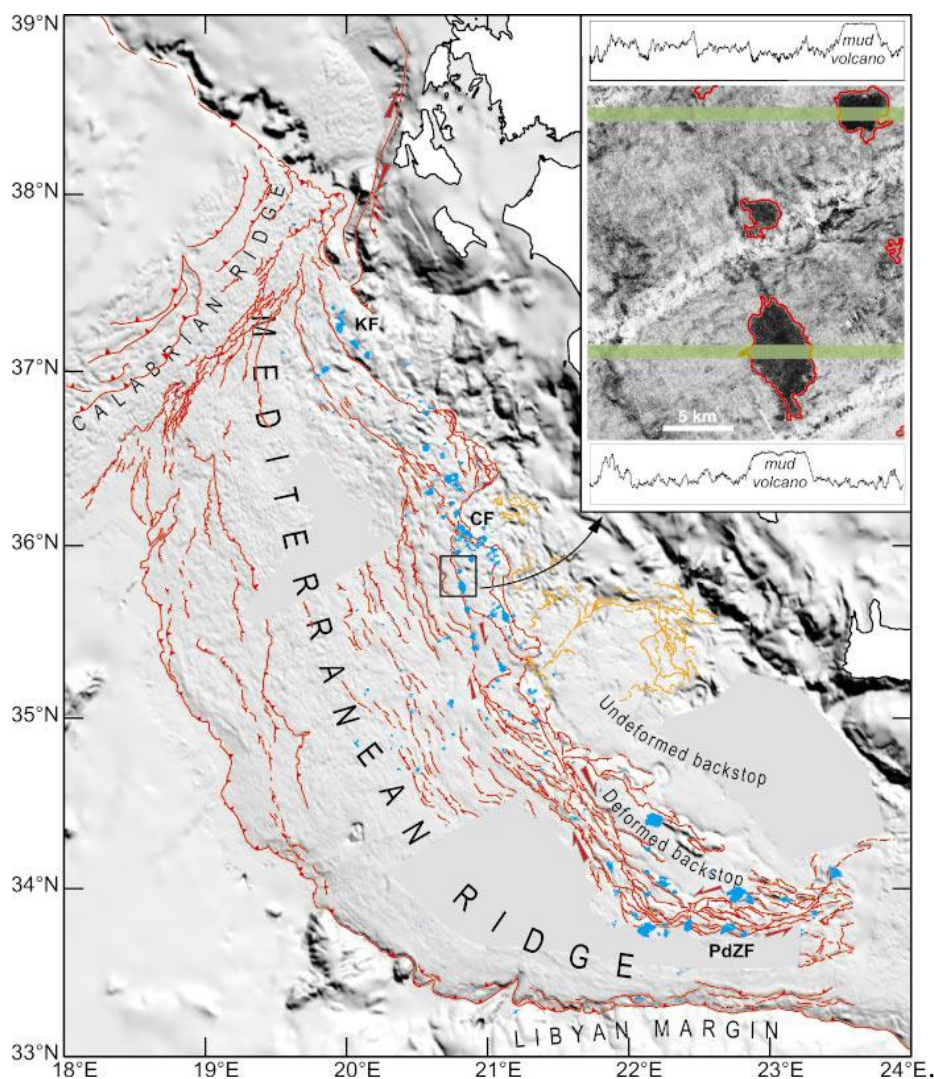 39°N
38°N
37°N
36°N
35°N
34°N
33°N
18°E
19°E
20°E
21°E
22°E
23°E
24°E.
CALABRIAN RIDGE
MEDITERRANEAN
RIDGE
KF
CF
Undeformed backstop
Deformed backstop
PdZF
LIBYAN MARGIN
mud
volcano
5 km
mud
volcano